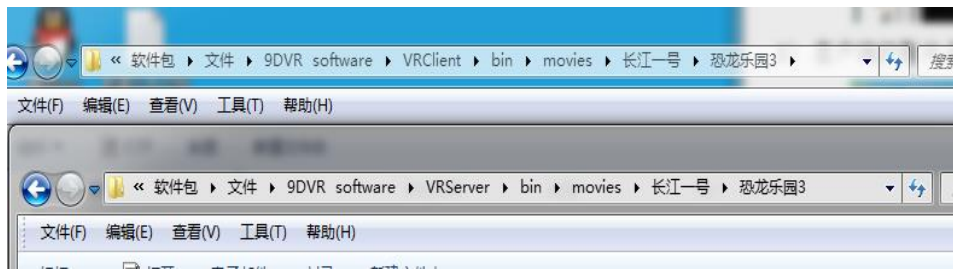 « 软件包 ▸ 文件 ▸ 9DVR software ▸ VRClient ▸ bin ▸ movies ▸ 长江一号 ▸ 恐龙乐园3 ▸
文件(F) 编辑(E) 查看(V) 工具(T) 帮助(H)
« 软件包 ▸ 文件 ▸ 9DVR software ▸ VRServer ▸ bin ▸ movies ▸ 长江一号 ▸ 恐龙乐园3
文件(F) 编辑(E) 查看(V) 工具(T) 帮助(H)